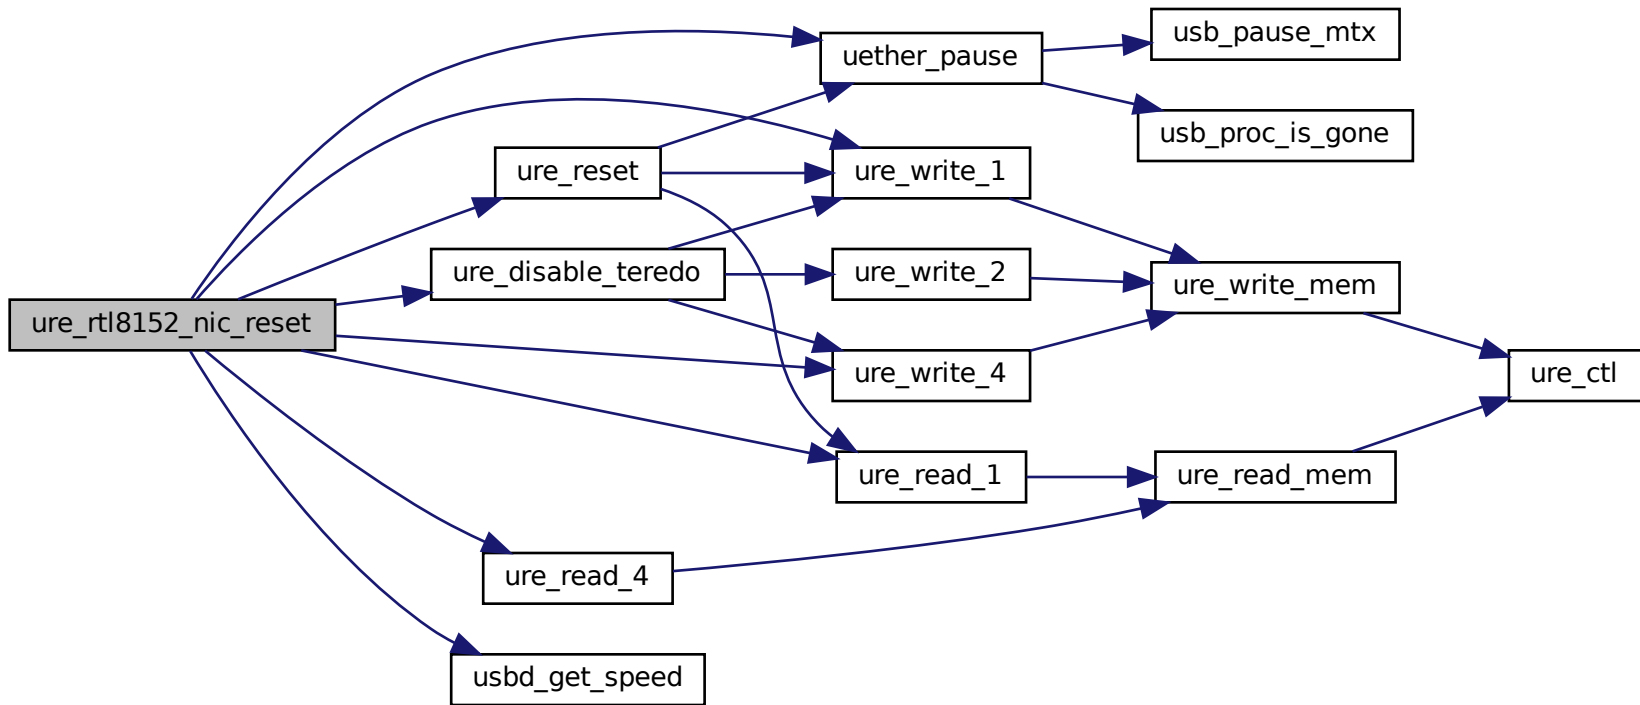 usb_pause_mtx
uether_pause
usb_proc_is_gone
ure_reset
ure_write_1
ure_disable_teredo
ure_write_2
ure_write_mem
ure_rtl8152_nic_reset
ure_write_4
ure_ctl
ure_read_1
ure_read_mem
ure_read_4
usbd_get_speed